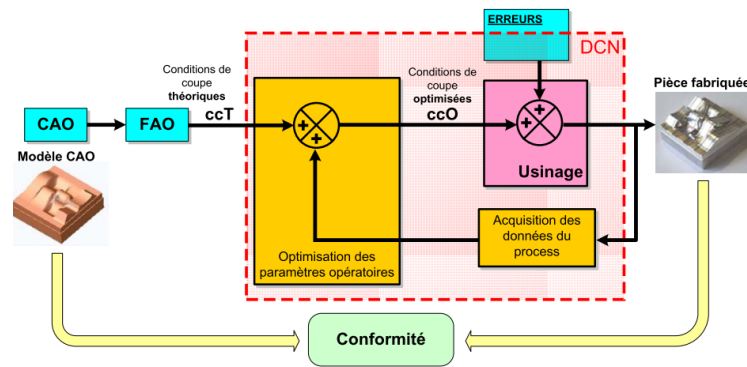 ERREURS
DCN
Conditions de
coupe
théoriques
ccT
Conditions de
coupe
optimisées
ccO
Pièce fabriquée
CAO
FAO
+
+
+
+
Modèle CAO
Usinage
Optimisation des
paramètres opératoires
Acquisition des
données du
process
Conformité